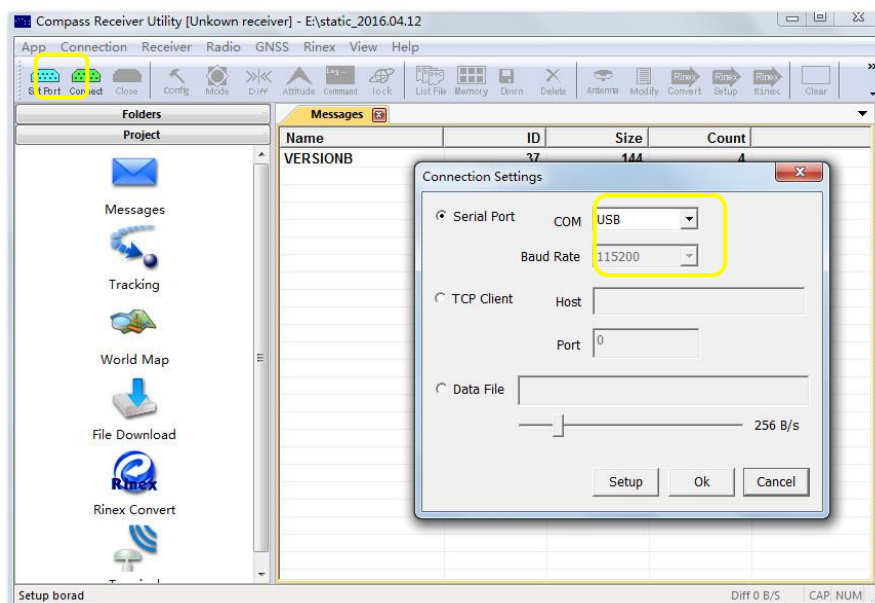 Compass Receiver Utility [Unkown receiver] - E:\static_2016.04.12
App Connection Receiver Radio GNSS Rinex View Help
Set Port Connect Close Config Mode Diff Attitude Command lock List File Memory Down Delete Antenna Modify Convert Setup Rinex Clear
Folders
Project
Messages
Tracking
World Map
File Download
Rinex
Rinex Convert
Messages
Name ID Size Count
VERSIONB 37 144 4
Connection Settings
Serial Port COM USB
Baud Rate 115200
TCP Client Host
Port 0
Data File
256 B/s
Setup Ok Cancel
Setup borad Diff 0 B/S CAP NUM